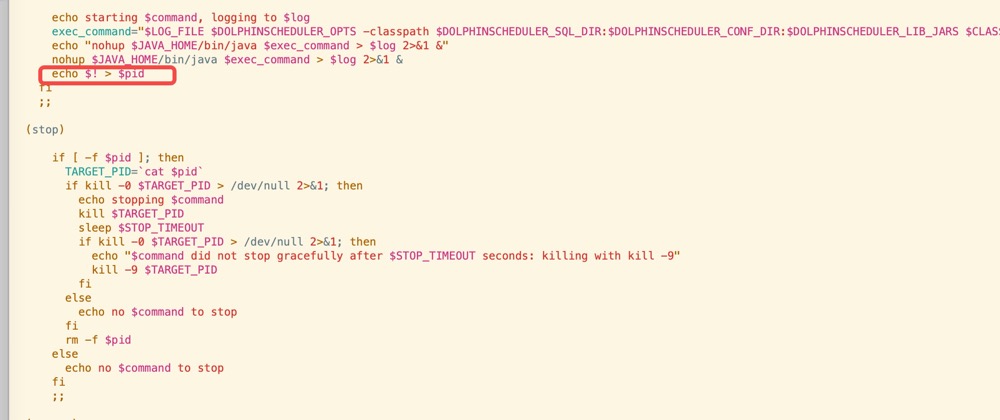 echo starting $command, logging to $log
exec_command="$LOG_FILE $DOLPHINSCHEDULER_OPTS -classpath $DOLPHINSCHEDULER_SQL_DIR:$DOLPHINSCHEDULER_CONF_DIR:$DOLPHINSCHEDULER_LIB_JARS $CLAS
echo "nohup $JAVA_HOME/bin/java $exec_command > $log 2>&1 &"
nohup $JAVA_HOME/bin/java $exec_command > $log 2>&1 &
echo $! > $pid
fi
;;
(stop)
if [ -f $pid ]; then
TARGET_PID=`cat $pid`
if kill -0 $TARGET_PID > /dev/null 2>&1; then
echo stopping $command
kill $TARGET_PID
sleep $STOP_TIMEOUT
if kill -0 $TARGET_PID > /dev/null 2>&1; then
echo "$command did not stop gracefully after $STOP_TIMEOUT seconds: killing with kill -9"
kill -9 $TARGET_PID
fi
else
echo no $command to stop
fi
rm -f $pid
else
echo no $command to stop
fi
;;